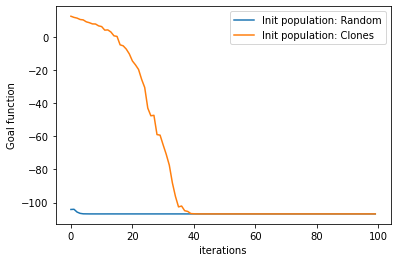 Init population: Random
Init population: Clones
Goal function
0
−20
−40
−60
−80
−100
0 20 40 60 80 100
iterations